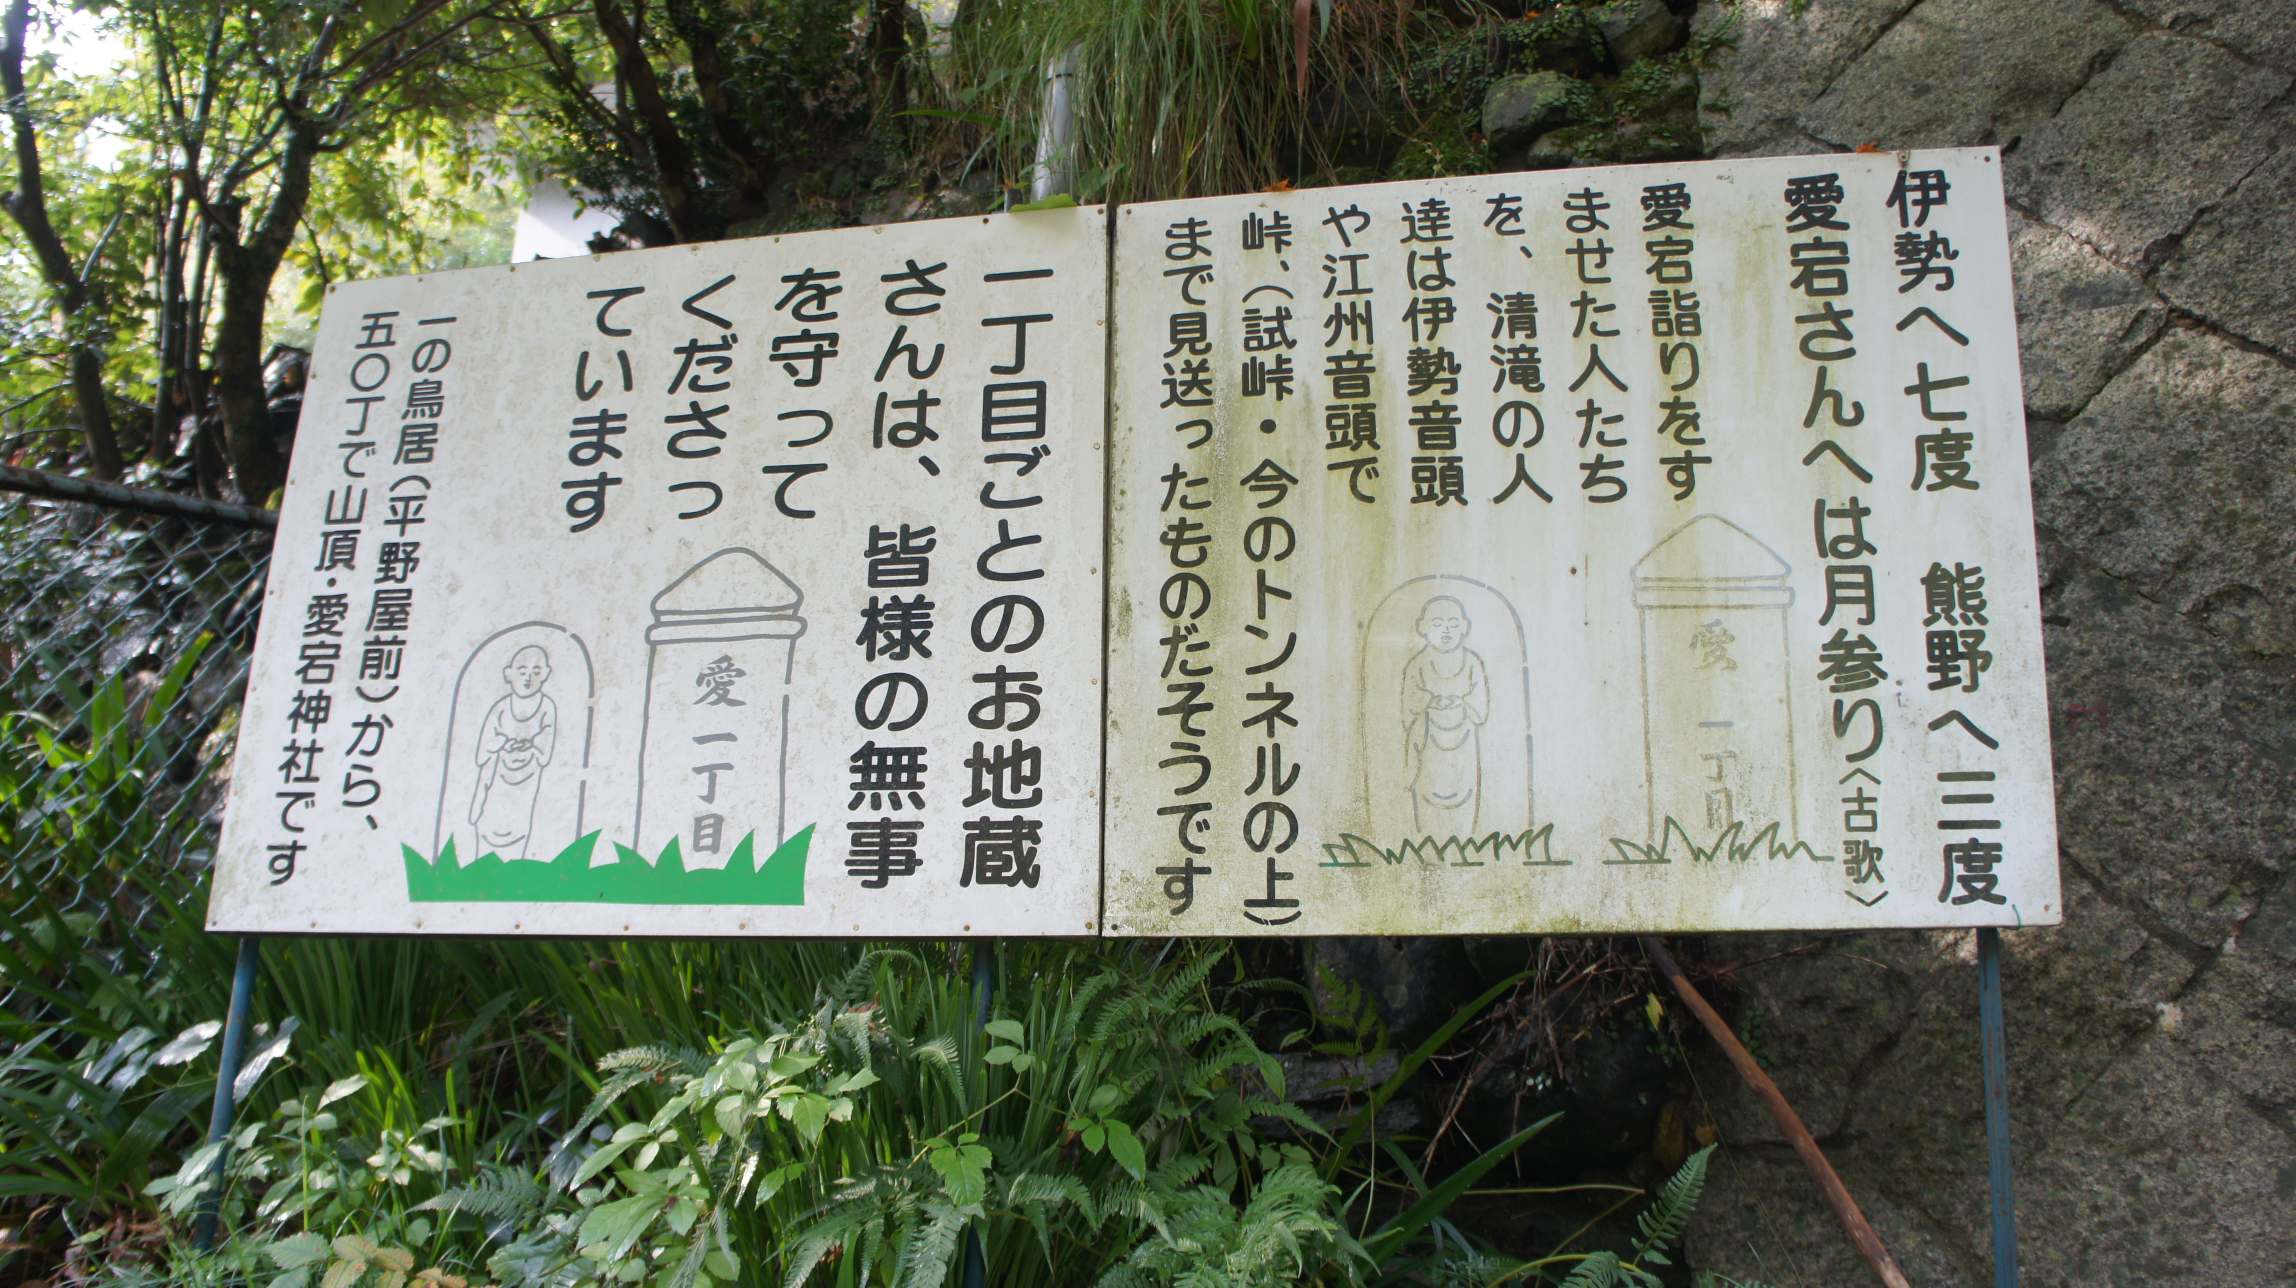 伊勢へ七度 熊野へ三度
愛宕さんへは月参り〈古歌〉
愛宕詣りをす
ませた人たち
を、清滝の人
達は伊勢音頭
や江州音頭で
峠、(試峠・今のトンネルの上)
まで見送ったものだそうです
愛 一丁目
一丁目ごとのお地蔵
さんは、皆様の無事
を守って
くださっ
ています
愛一丁目
一の鳥居(平野屋前)から、
五〇丁で山頂・愛宕神社です